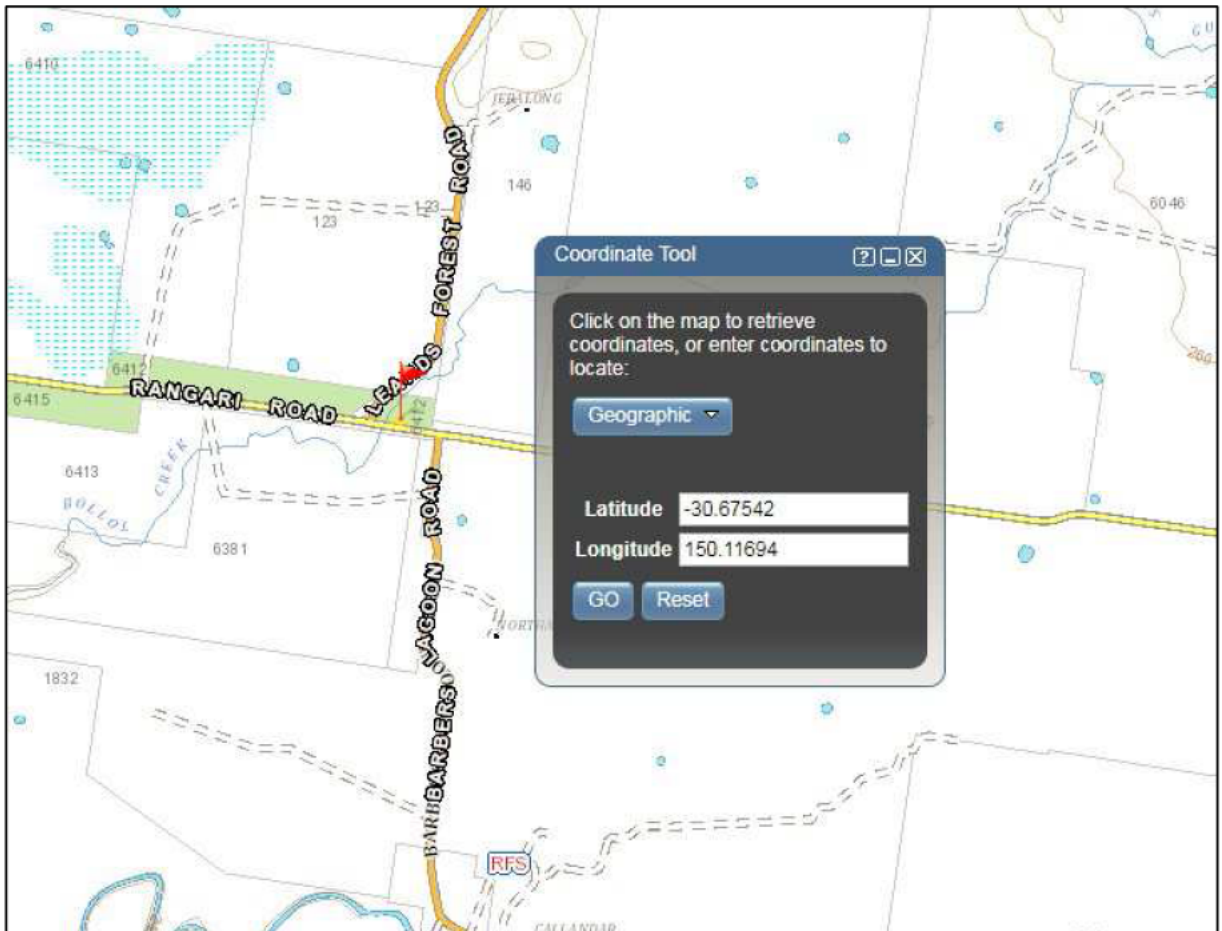 GU
6410
JERALONG
146
123
123
6046
LEARDS FOREST ROAD
Coordinate Tool
?
Click on the map to retrieve
coordinates, or enter coordinates to
locate:
Geographic
260
6412
6415
RANGARI ROAD
6412
6413
BOLLOL CREEK
Latitude -30.67542
Longitude 150.11694
6381
GO Reset
BARBERS LAGOON ROAD
1832
BARB
RFS
CALLANDAR